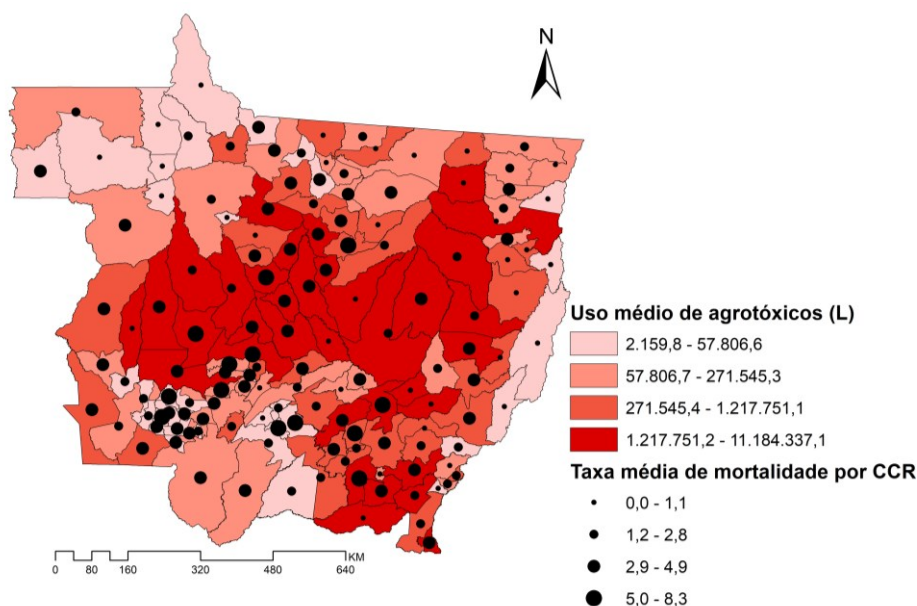 N
Uso médio de agrotóxicos (L)
2.159,8 - 57.806,6
57.806,7 - 271.545,3
271.545,4 - 1.217.751,1
1.217.751,2 - 11.184.337,1
Taxa média de mortalidade por CCR
0,0 - 1,1
1,2 - 2,8
2,9 - 4,9
5,0 - 8,3
KM
0 80 160 320 480 640